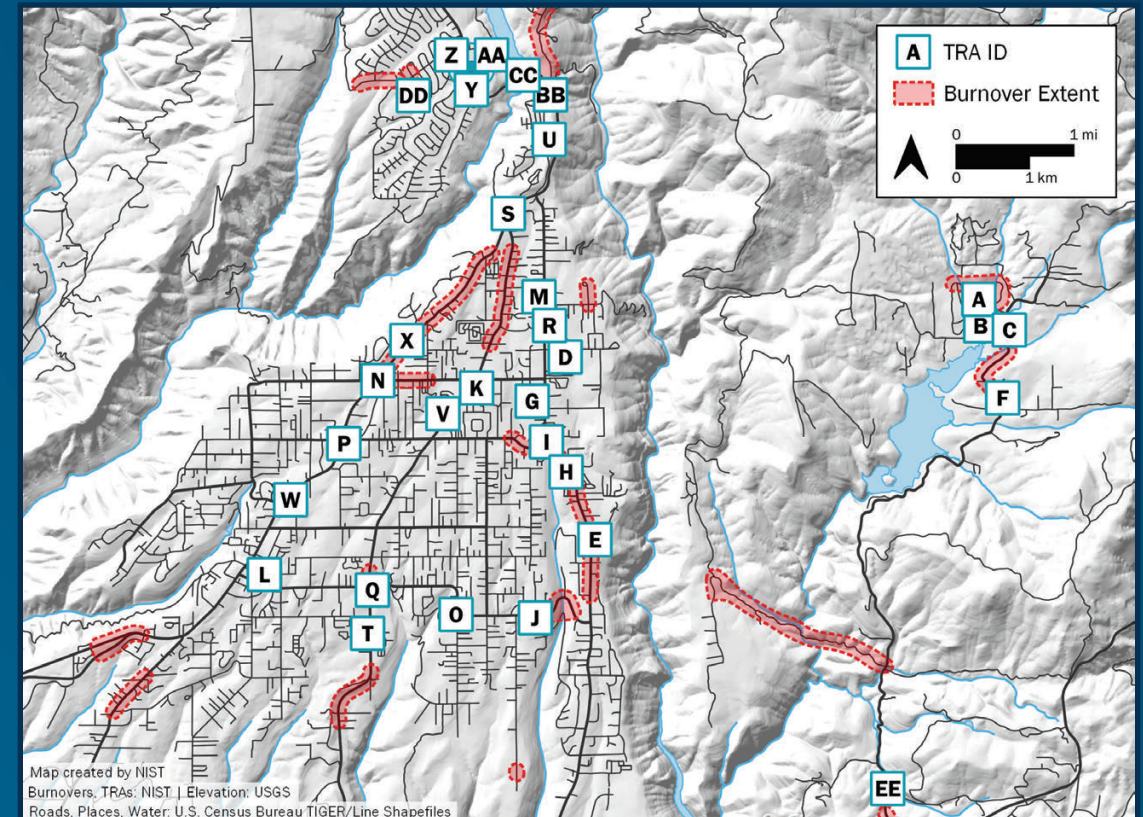 A TRA ID
Burnover Extent
0 1 mi
0 1 km
Z AA
CC
DD Y BB
U
S
M
A
R B C
X
D
N K F
G
V
P I
H
W
E
L
Q
O J
T
EE
Map created by NIST
Burnovers, TRAs: NIST | Elevation: USGS
Roads, Places, Water: U.S. Census Bureau TIGER/Line Shapefiles